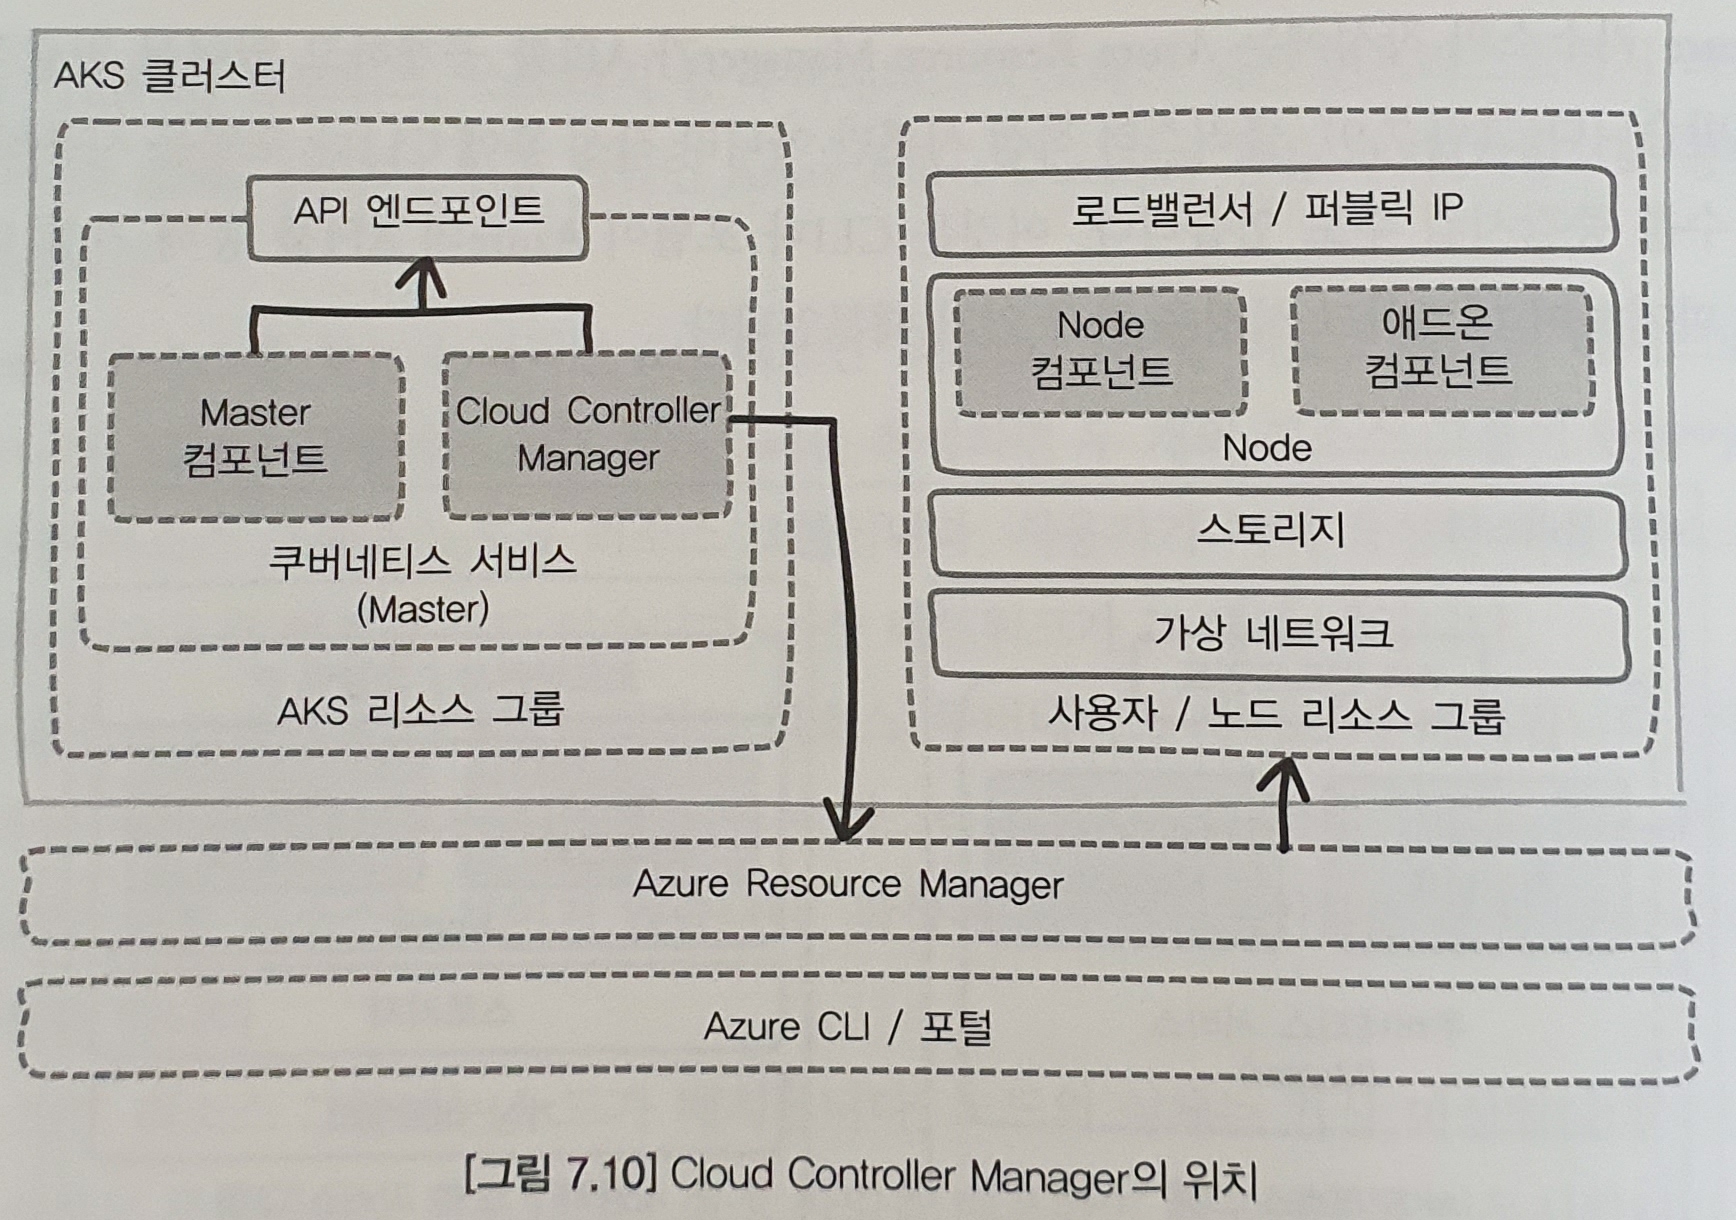 AKS 클러스터
API 엔드포인트
Master
컴포넌트
Cloud Controller
Manager
쿠버네티스 서비스
(Master)
AKS 리소스 그룹
로드밸런서 / 퍼블릭 IP
Node
컴포넌트
애드온
컴포넌트
Node
스토리지
가상 네트워크
사용자 / 노드 리소스 그룹
Azure Resource Manager
Azure CLI / 포털
[그림 7.10] Cloud Controller Manager의 위치